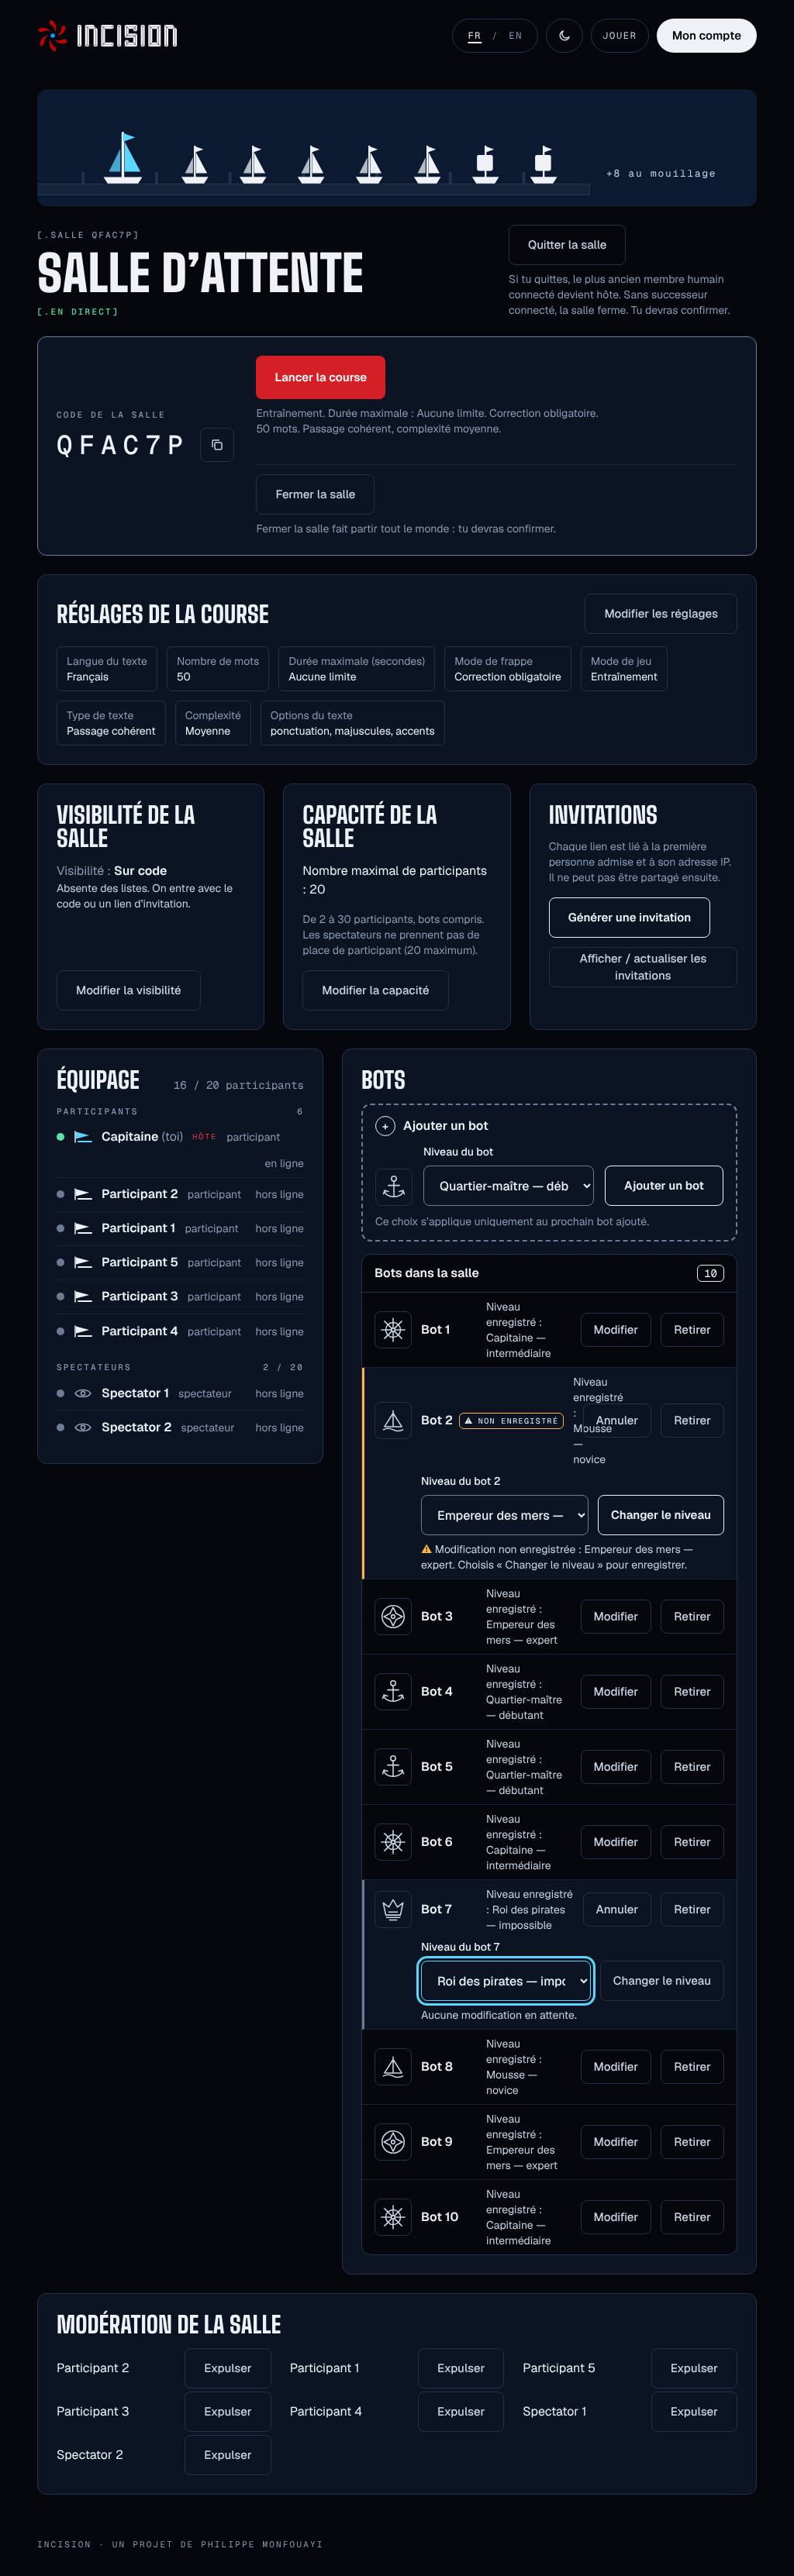 INCISION
FR / EN
JOUER
Mon compte
+8 au mouillage
[.SALLE QFAC7P]
SALLE D’ATTENTE
[.EN DIRECT]
Quitter la salle
Si tu quittes, le plus ancien membre humain
connecté devient hôte. Sans successeur
connecté, la salle ferme. Tu devras confirmer.
CODE DE LA SALLE
QFAC7P
Lancer la course
Entraînement. Durée maximale : Aucune limite. Correction obligatoire.
50 mots. Passage cohérent, complexité moyenne.
Fermer la salle
Fermer la salle fait partir tout le monde : tu devras confirmer.
RÉGLAGES DE LA COURSE
Modifier les réglages
Langue du texte
Français
Nombre de mots
50
Durée maximale (secondes)
Aucune limite
Mode de frappe
Correction obligatoire
Mode de jeu
Entraînement
Type de texte
Passage cohérent
Complexité
Moyenne
Options du texte
ponctuation, majuscules, accents
VISIBILITÉ DE LA
SALLE
Visibilité : Sur code
Absente des listes. On entre avec le
code ou un lien d’invitation.
Modifier la visibilité
CAPACITÉ DE LA
SALLE
Nombre maximal de participants
: 20
De 2 à 30 participants, bots compris.
Les spectateurs ne prennent pas de
place de participant (20 maximum).
Modifier la capacité
INVITATIONS
Chaque lien est lié à la première
personne admise et à son adresse IP.
Il ne peut pas être partagé ensuite.
Générer une invitation
Afficher / actualiser les
invitations
ÉQUIPAGE
16 / 20 participants
PARTICIPANTS 6
Capitaine (toi) HÔTE participant
en ligne
Participant 2 participant hors ligne
Participant 1 participant hors ligne
Participant 5 participant hors ligne
Participant 3 participant hors ligne
Participant 4 participant hors ligne
SPECTATEURS 2 / 20
Spectator 1 spectateur hors ligne
Spectator 2 spectateur hors ligne
BOTS
+ Ajouter un bot
Niveau du bot
Quartier-maître — déb
Ajouter un bot
Ce choix s’applique uniquement au prochain bot ajouté.
Bots dans la salle 10
Bot 1
Niveau
enregistré :
Capitaine —
intermédiaire
Modifier
Retirer
Bot 2
NON ENREGISTRÉ
Niveau
enregistré
:
Mousse
—
novice
Annuler
Retirer
Niveau du bot 2
Empereur des mers —
Changer le niveau
Modification non enregistrée : Empereur des mers —
expert. Choisis « Changer le niveau » pour enregistrer.
Bot 3
Niveau
enregistré :
Empereur des
mers — expert
Modifier
Retirer
Bot 4
Niveau
enregistré :
Quartier-maître
— débutant
Modifier
Retirer
Bot 5
Niveau
enregistré :
Quartier-maître
— débutant
Modifier
Retirer
Bot 6
Niveau
enregistré :
Capitaine —
intermédiaire
Modifier
Retirer
Bot 7
Niveau enregistré
: Roi des pirates
— impossible
Annuler
Retirer
Niveau du bot 7
Roi des pirates — impo
Changer le niveau
Aucune modification en attente.
Bot 8
Niveau
enregistré :
Mousse —
novice
Modifier
Retirer
Bot 9
Niveau
enregistré :
Empereur des
mers — expert
Modifier
Retirer
Bot 10
Niveau
enregistré :
Capitaine —
intermédiaire
Modifier
Retirer
MODÉRATION DE LA SALLE
Participant 2 Expulser Participant 1 Expulser Participant 5 Expulser
Participant 3 Expulser Participant 4 Expulser Spectator 1 Expulser
Spectator 2 Expulser
INCISION · UN PROJET DE PHILIPPE MONFOUAYI